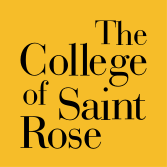 The
College
of Saint
Rose